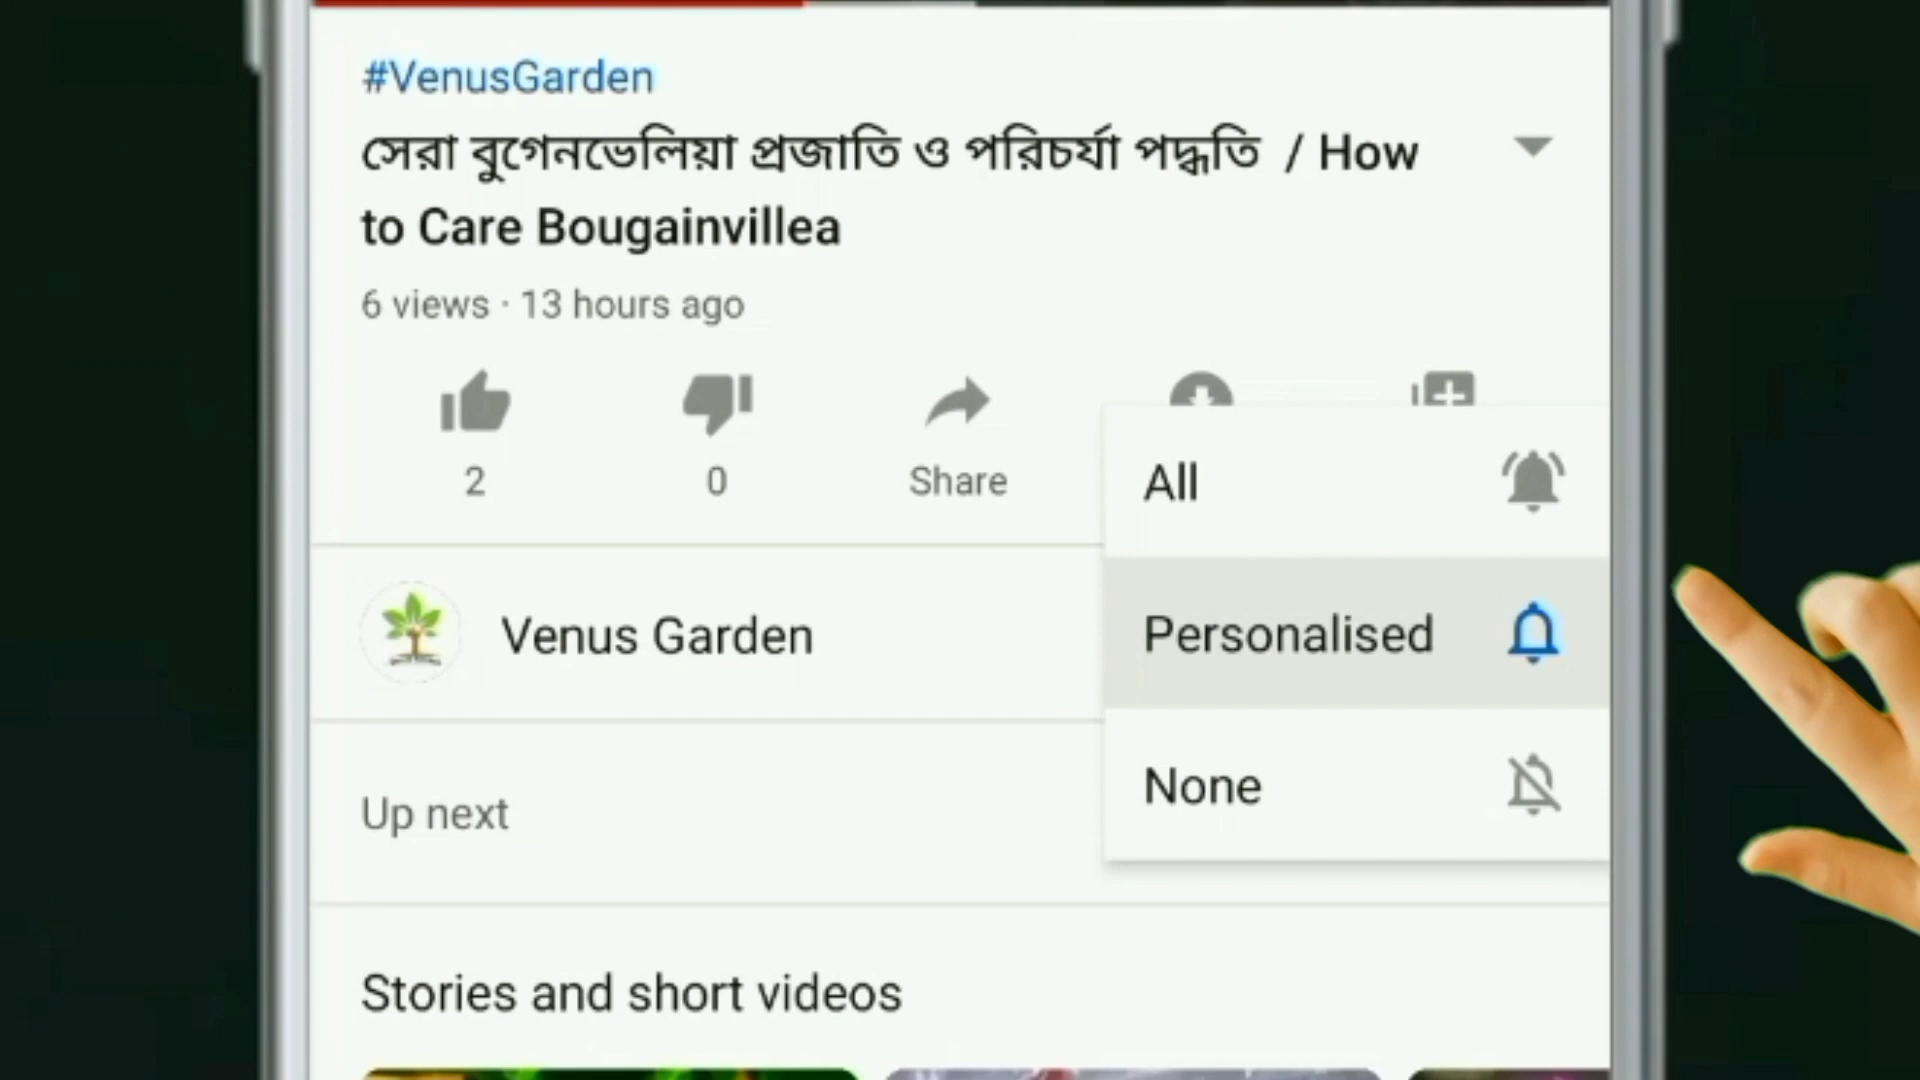 #VenusGarden
সেরা বুগেনভেলিয়া প্রজাতি ও পরিচর্যা পদ্ধতি / How
to Care Bougainvillea
6 views · 13 hours ago
2
0
Share
All
Venus Garden
Personalised
None
Up next
Stories and short videos